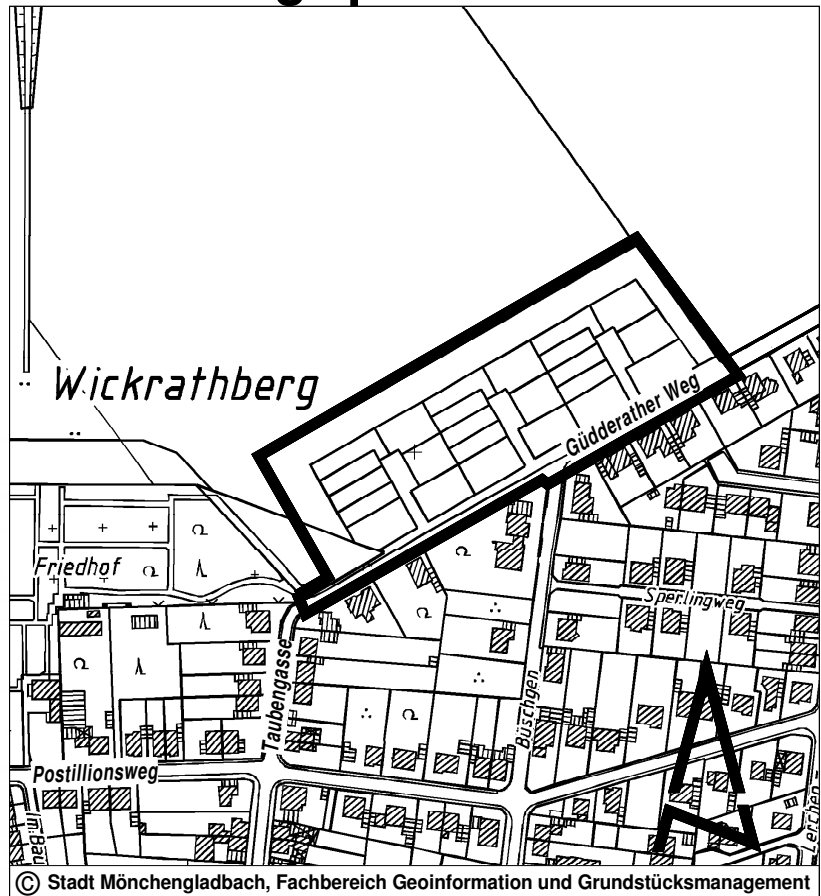 Wickrathberg
Güdderather Weg
Friedhof
Sperlingweg
Taubengasse
Büschgen
Postillionsweg
Im Bau
Lerchen-
© Stadt Mönchengladbach, Fachbereich Geoinformation und Grundstücksmanagement